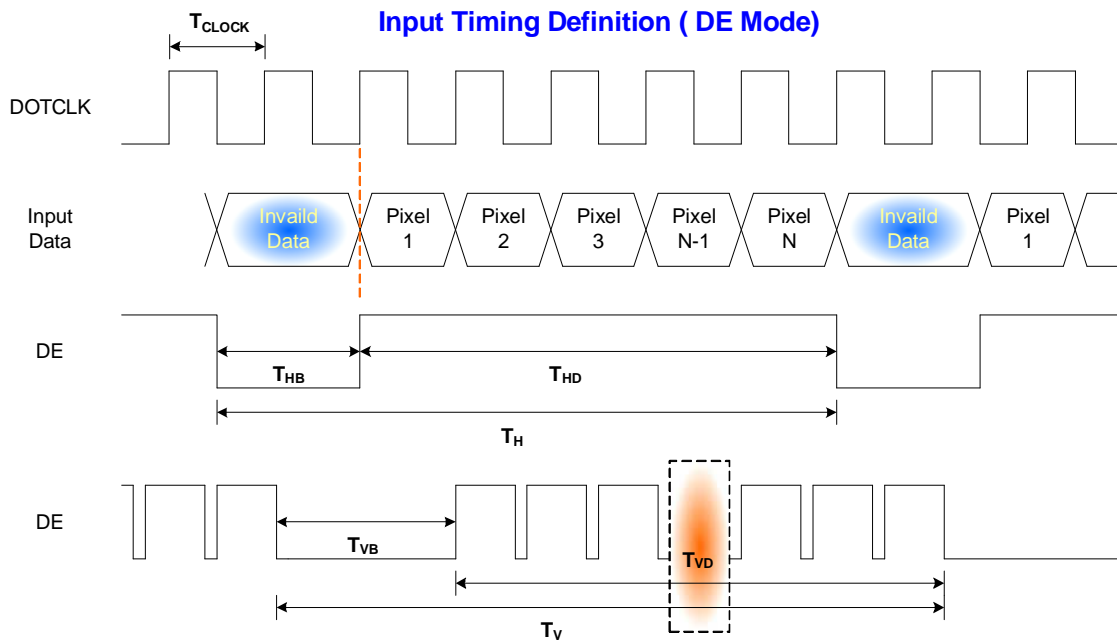 Input Timing Definition ( DE Mode)
TCLOCK
DOTCLK
Input
Data
Invaild
Data
Pixel
1
Pixel
2
Pixel
3
Pixel
N-1
Pixel
N
Invaild
Data
Pixel
1
DE
THB
THD
TH
DE
TVB
TVD
TV